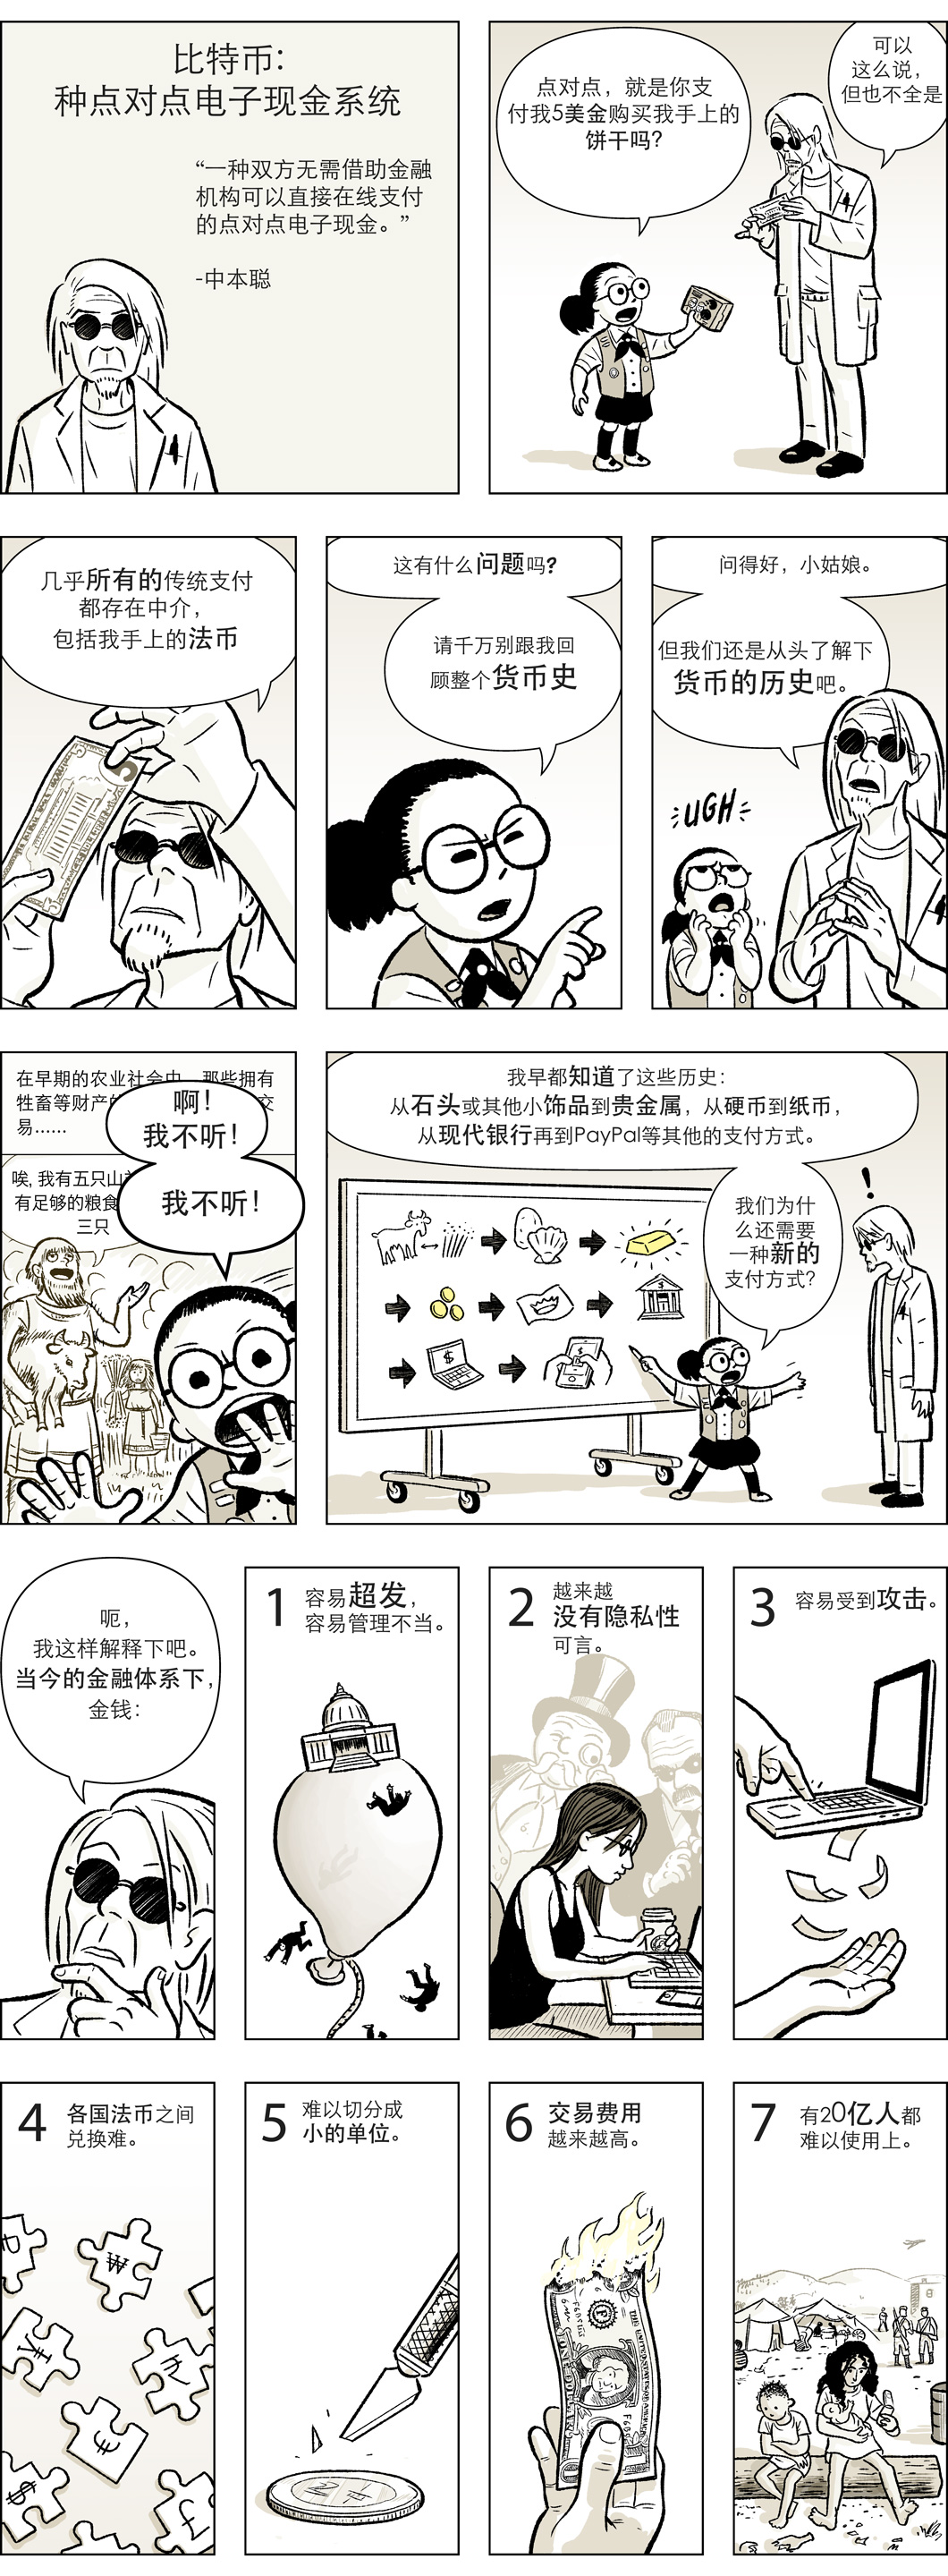 比特币:
种点对点电子现金系统
“一种双方无需借助金融
机构可以直接在线支付
的点对点电子现金。”
-中本聪
点对点，就是你支
付我5美金购买我手上的
饼干吗?
可以
这么说，
但也不全是
几乎所有的传统支付
都存在中介，
包括我手上的法币
这有什么问题吗?
请千万别跟我回
顾整个货币史
问得好，小姑娘。
但我们还是从头了解下
货币的历史吧。
UGH
在早期的农业社会中，那些拥有
牲畜等财产的
交
易……
啊!
我不听!
我不听!
唉,我有五只山
有足够的粮食
三只
我早都知道了这些历史:
从石头或其他小饰品到贵金属，从硬币到纸币，
从现代银行再到PayPal等其他的支付方式。
我们为什
么还需要
一种新的
支付方式?
!
$
$
$
呃,
我这样解释下吧。
当今的金融体系下,
金钱:
1 容易超发,
容易管理不当。
2 越来越
没有隐私性
可言。
3 容易受到攻击。
4 各国法币之间
兑换难。
₩
€
$
£
5 难以切分成
小的单位。
6 交易费用
越来越高。
7 有20亿人都
难以使用上。